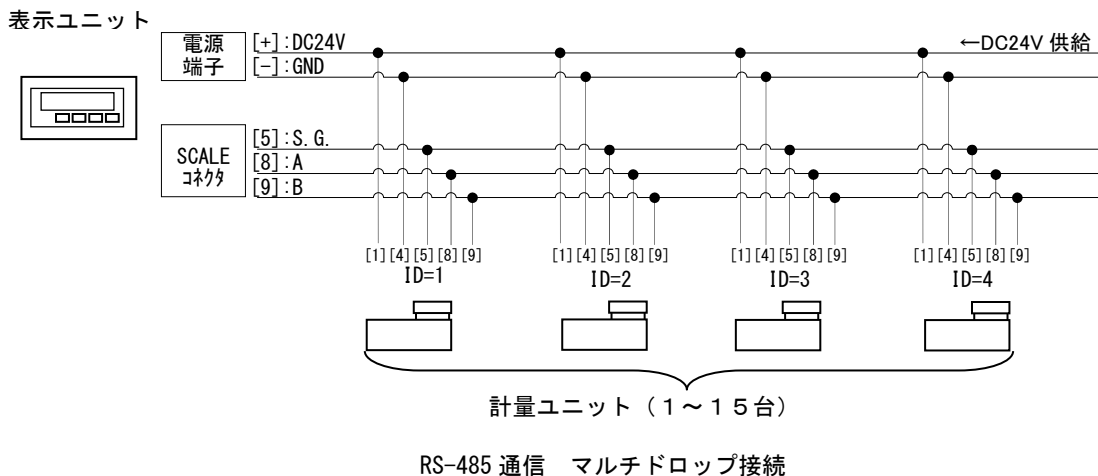 表示ユニット
電源
端子
[+]:DC24V
[-]:GND
←DC24V 供給
SCALE
コネクタ
[5]:S.G.
[8]:A
[9]:B
[1][4][5][8][9] [1][4][5][8][9] [1][4][5][8][9] [1][4][5][8][9]
ID=1 ID=2 ID=3 ID=4
計量ユニット（1～15台）
RS-485 通信　マルチドロップ接続